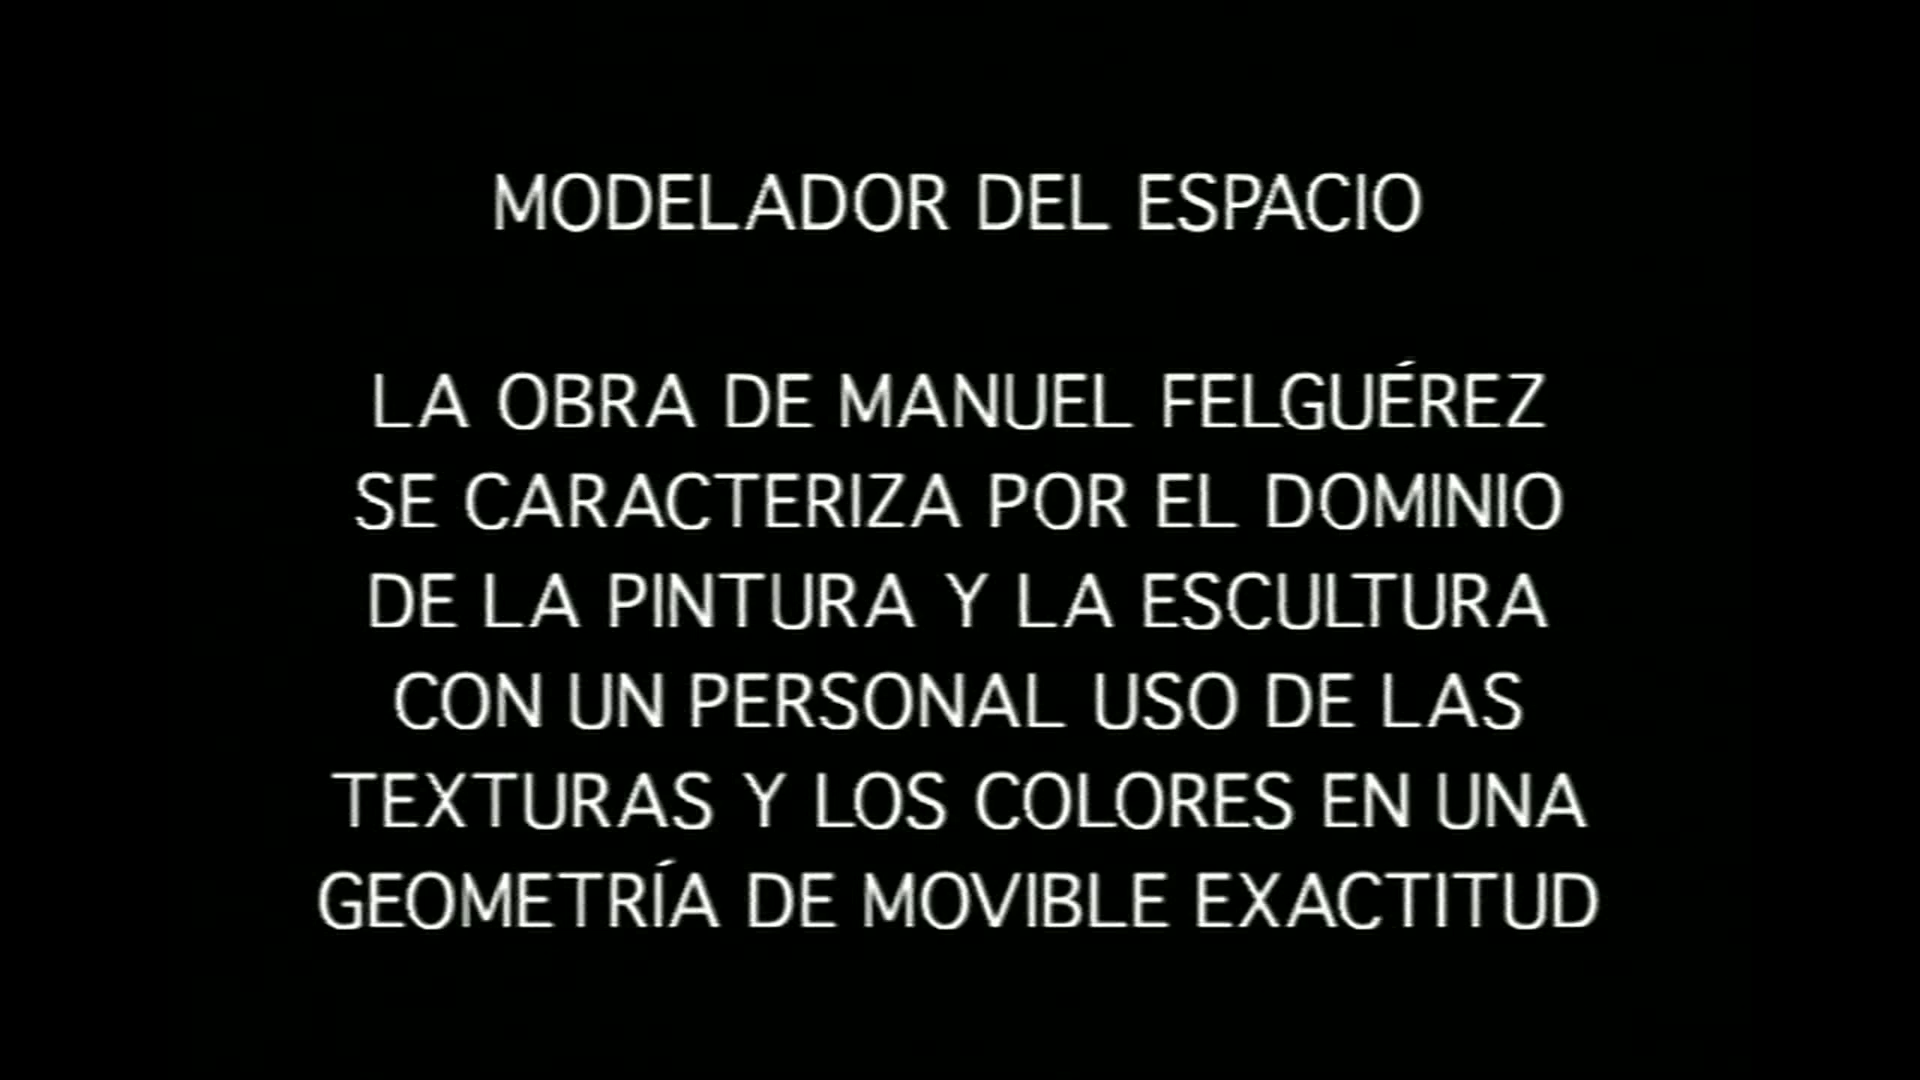 MODELADOR DEL ESPACIO
LA OBRA DE MANUEL FELGUÉREZ
SE CARACTERIZA POR EL DOMINIO
DE LA PINTURA Y LA ESCULTURA
CON UN PERSONAL USO DE LAS
TEXTURAS Y LOS COLORES EN UNA
GEOMETRÍA DE MOVIBLE EXACTITUD